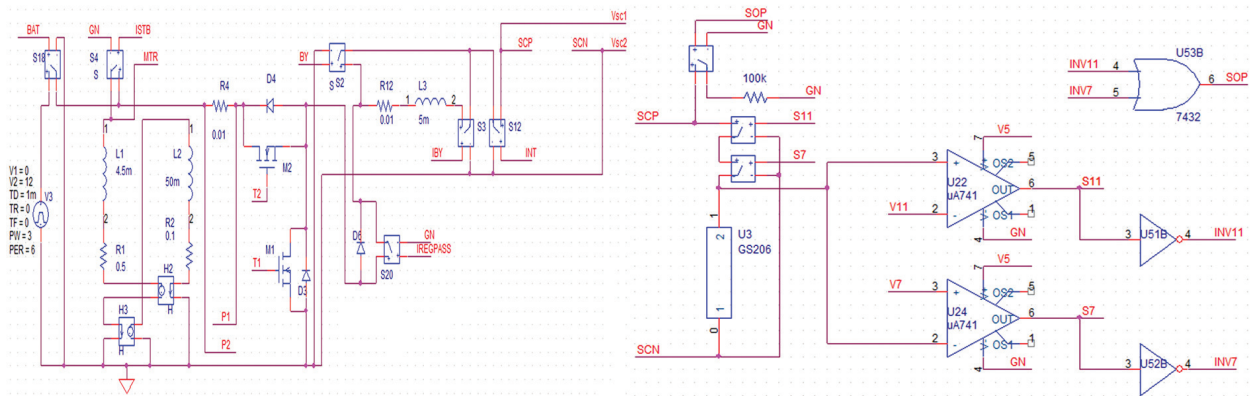 BAT
GN
ISTB
S18
S4
S
MTR
R4
0.01
D4
BY
S
S2
R12
0.01
L3
1
2
5m
Vsc1
SCP
SCN
Vsc2
S3
S12
IBY
INT
1
1
L1
4.5m
L2
50m
2
2
M2
T2
V1 = 0
V2 = 12
TD = 1m
TR = 0
TF = 0
PW = 3
PER = 6
V3
R1
0.5
R2
0.1
H2
H
H3
H
M1
T1
D3
D6
GN
IREGPASS
S20
P1
P2
SOP
GN
100k
GN
SCP
S11
S7
1
2
U3
GS206
1
0
SCN
U53B
INV11
4
INV7
5
6
SOP
7432
V5
7
3
+
OS2
5
U22
uA741
OUT
6
S11
V11
2
-
OS1
1
4
GN
3
U51B
4
INV11
V5
7
V7
3
+
OS2
5
U24
uA741
OUT
6
S7
2
-
OS1
1
4
GN
3
U52B
4
INV7